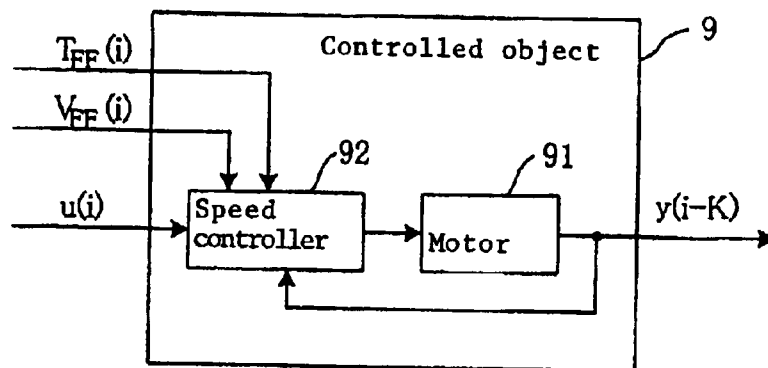 Controlled object
9
T_FF(i)
V_FF(i)
92
91
u(i)
Speed
controller
Motor
y(i-K)